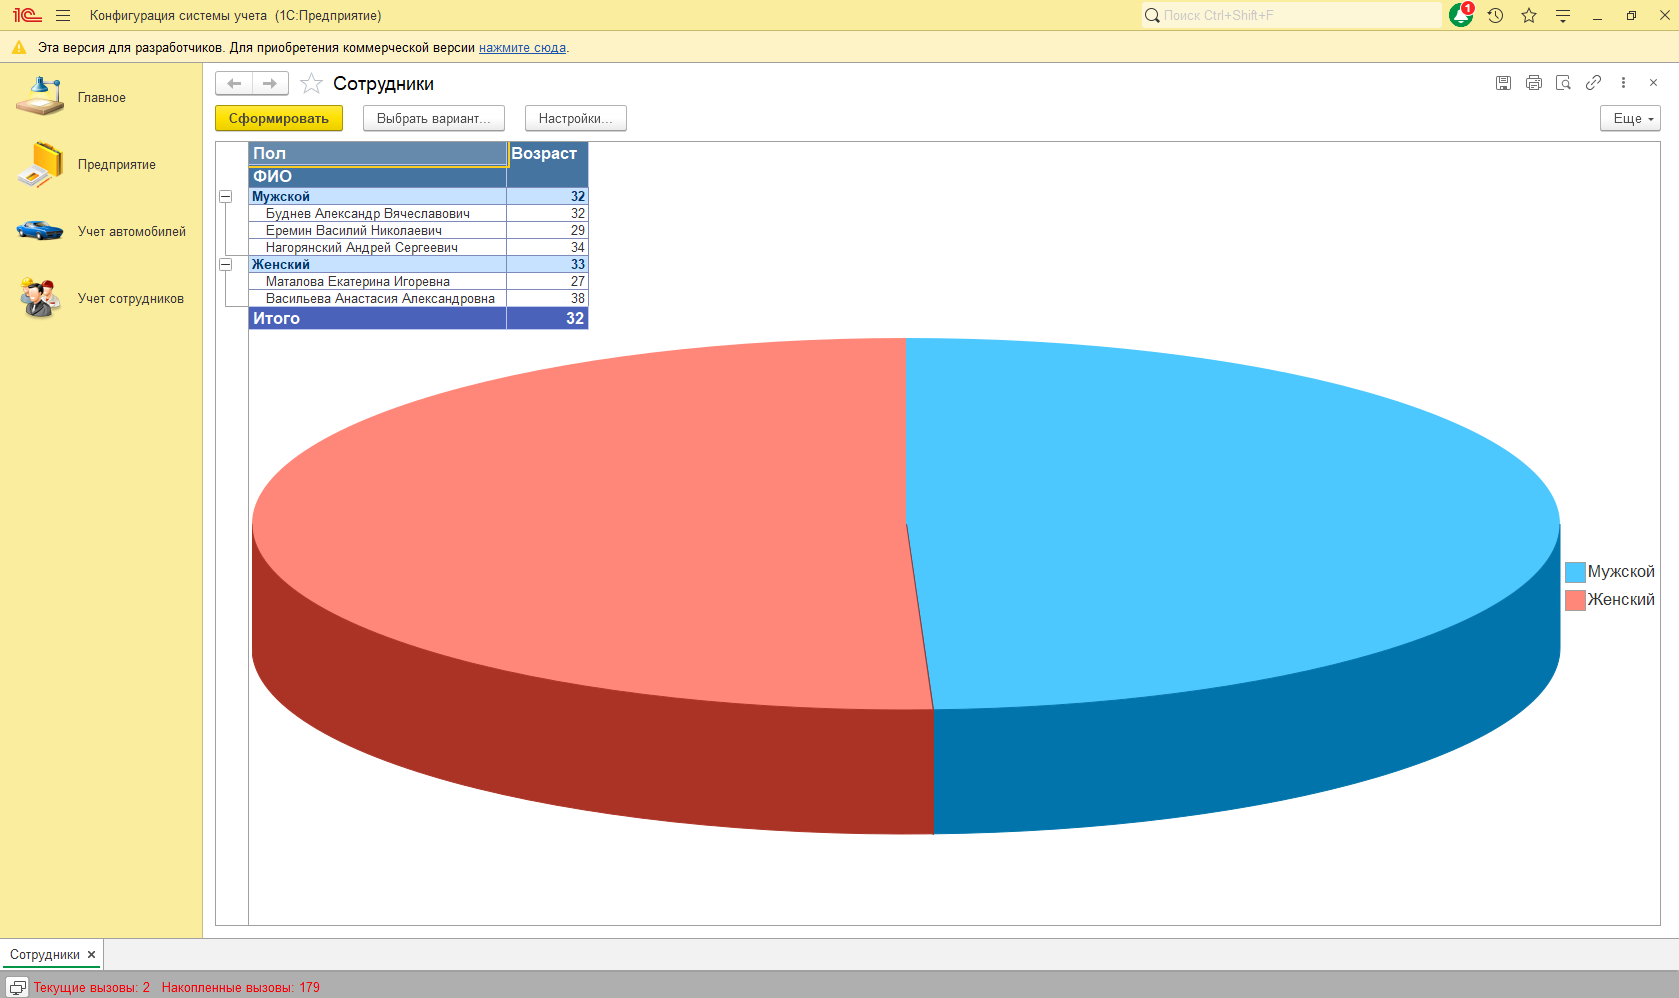 1С Конфигурация системы учета (1С:Предприятие) Поиск Ctrl+Shift+F 1
Эта версия для разработчиков. Для приобретения коммерческой версии нажмите сюда.
Главное
Предприятие
Учет автомобилей
Учет сотрудников
Сотрудники
Сформировать Выбрать вариант... Настройки... Еще
Пол Возраст
ФИО
Мужской 32
Буднев Александр Вячеславович 32
Еремин Василий Николаевич 29
Нагорянский Андрей Сергеевич 34
Женский 33
Маталова Екатерина Игоревна 27
Васильева Анастасия Александровна 38
Итого 32
Мужской
Женский
Сотрудники
Текущие вызовы: 2 Накопленные вызовы: 179